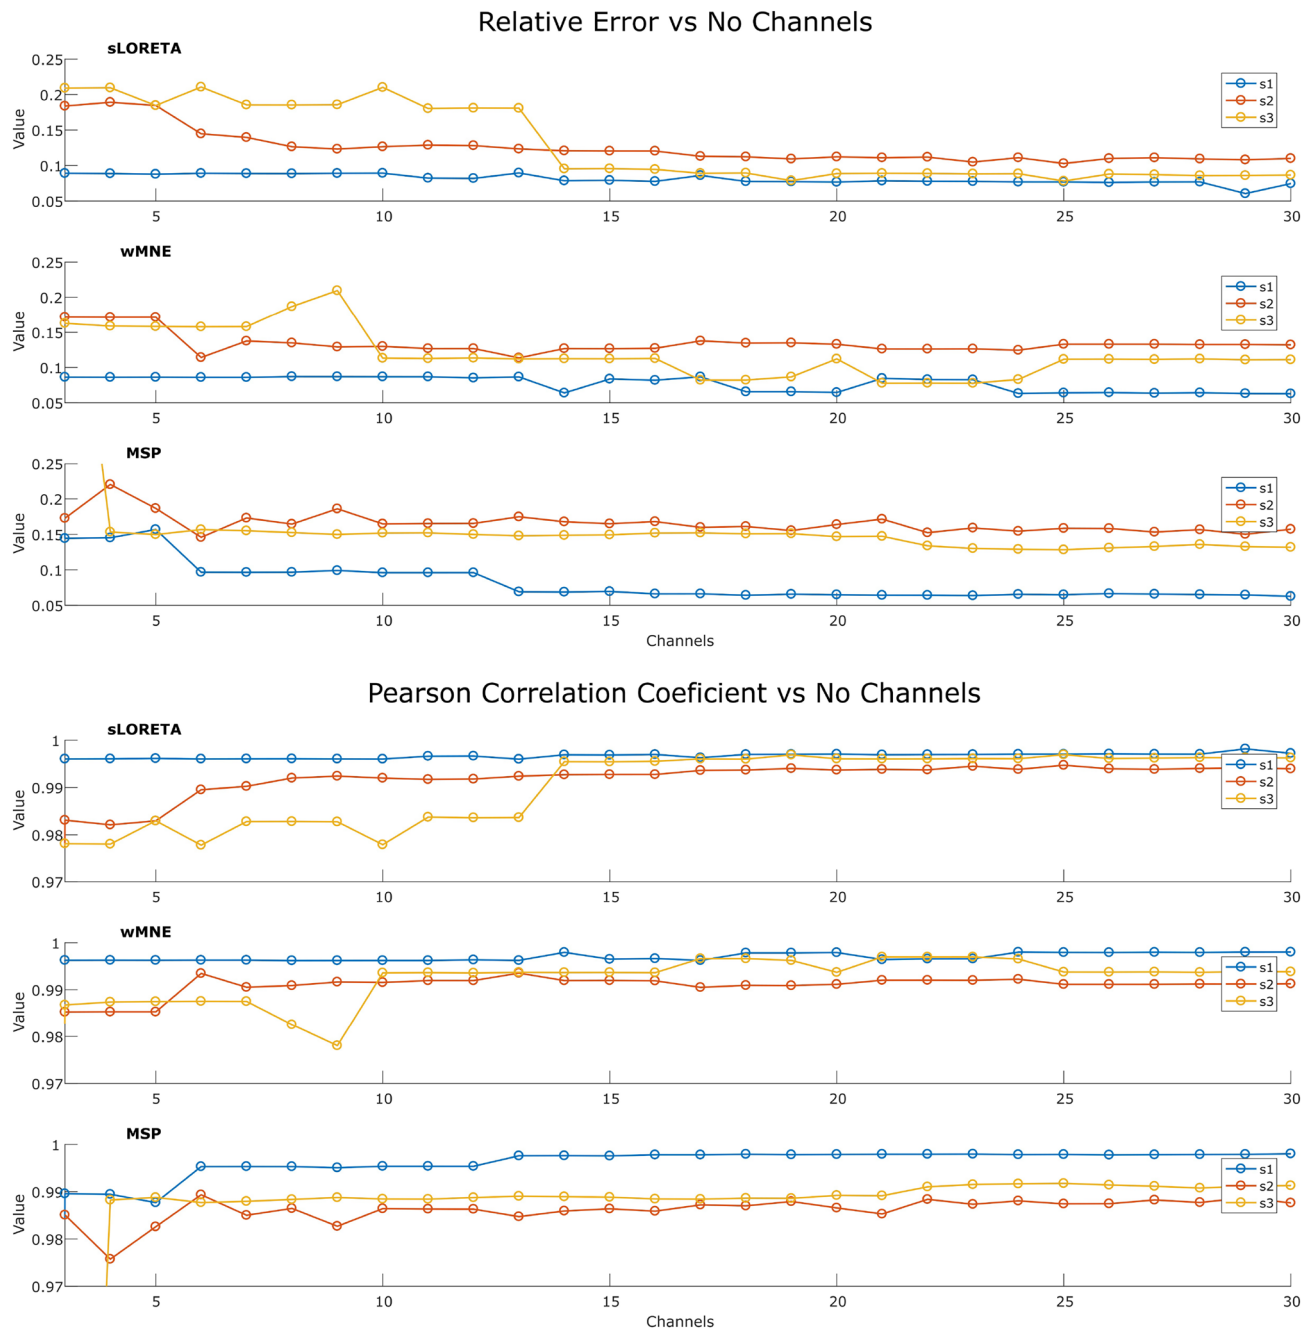 Relative Error vs No Channels
sLORETA
0.25
0.2
0.15
0.1
0.05
Value
5 10 15 20 25 30
s1
s2
s3
wMNE
0.25
0.2
0.15
0.1
0.05
Value
5 10 15 20 25 30
s1
s2
s3
MSP
0.25
0.2
0.15
0.1
0.05
Value
5 10 15 20 25 30
Channels
s1
s2
s3
Pearson Correlation Coeficient vs No Channels
sLORETA
1
0.99
0.98
0.97
Value
5 10 15 20 25 30
s1
s2
s3
wMNE
1
0.99
0.98
0.97
Value
5 10 15 20 25 30
s1
s2
s3
MSP
1
0.99
0.98
0.97
Value
5 10 15 20 25 30
Channels
s1
s2
s3